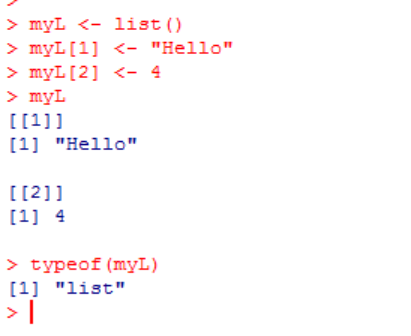 >
> myL <- list()
> myL[1] <- "Hello"
> myL[2] <- 4
> myL
[[1]]
[1] "Hello"

[[2]]
[1] 4

> typeof(myL)
[1] "list"
>